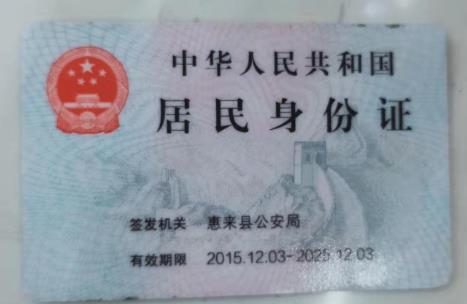 中华人民共和国
居民身份证
签发机关 惠来县公安局
有效期限 2015.12.03-2025.12.03